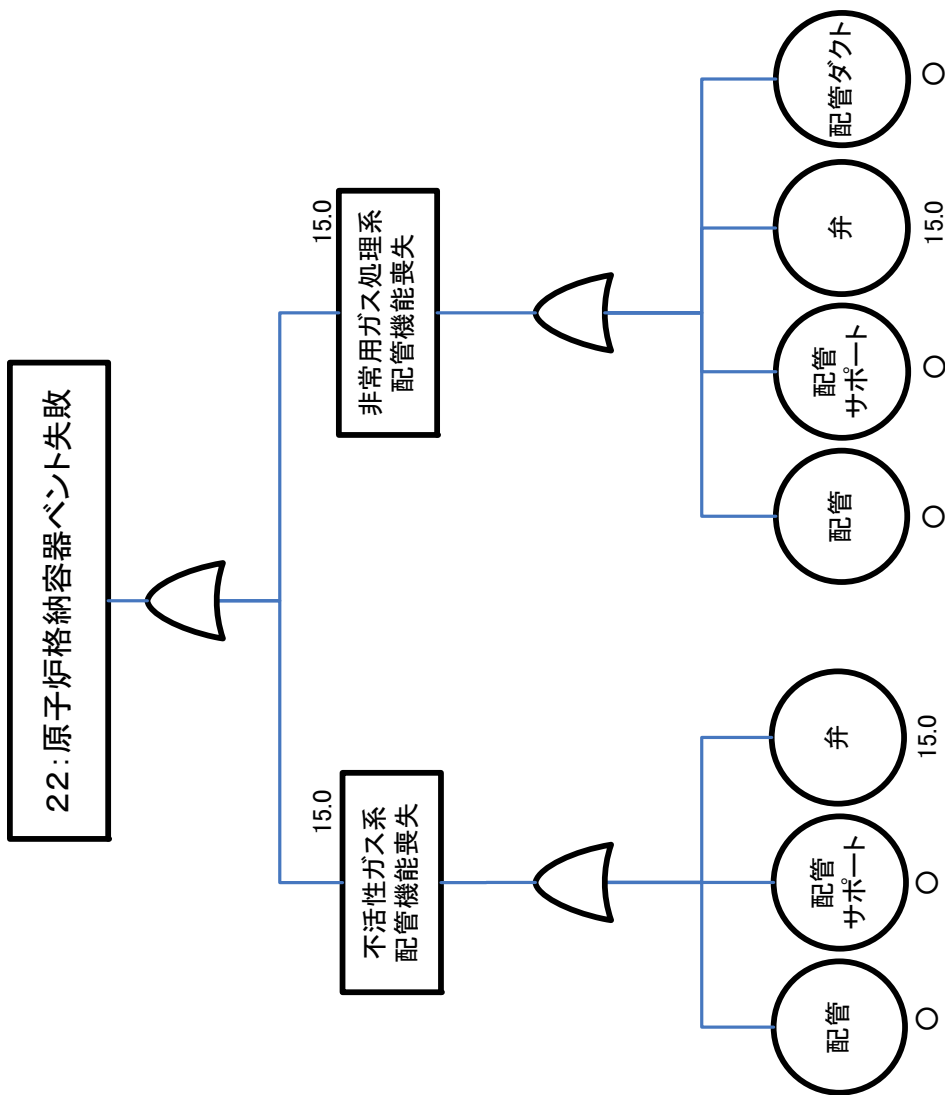 22:原子炉格納容器ベント失敗
15.0
不活性ガス系
配管機能喪失
15.0
非常用ガス処理系
配管機能喪失
配管
○
配管
サポート
○
弁
15.0
配管
○
配管
サポート
○
弁
15.0
配管ダクト
○